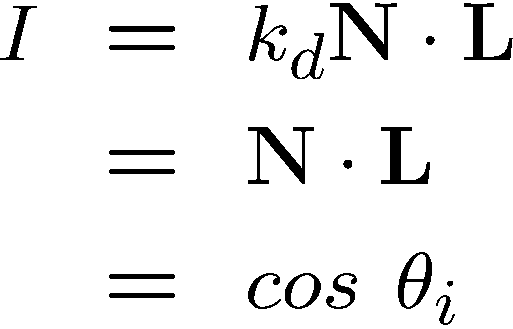 I = k_d N · L
= N · L
= cos θ_i